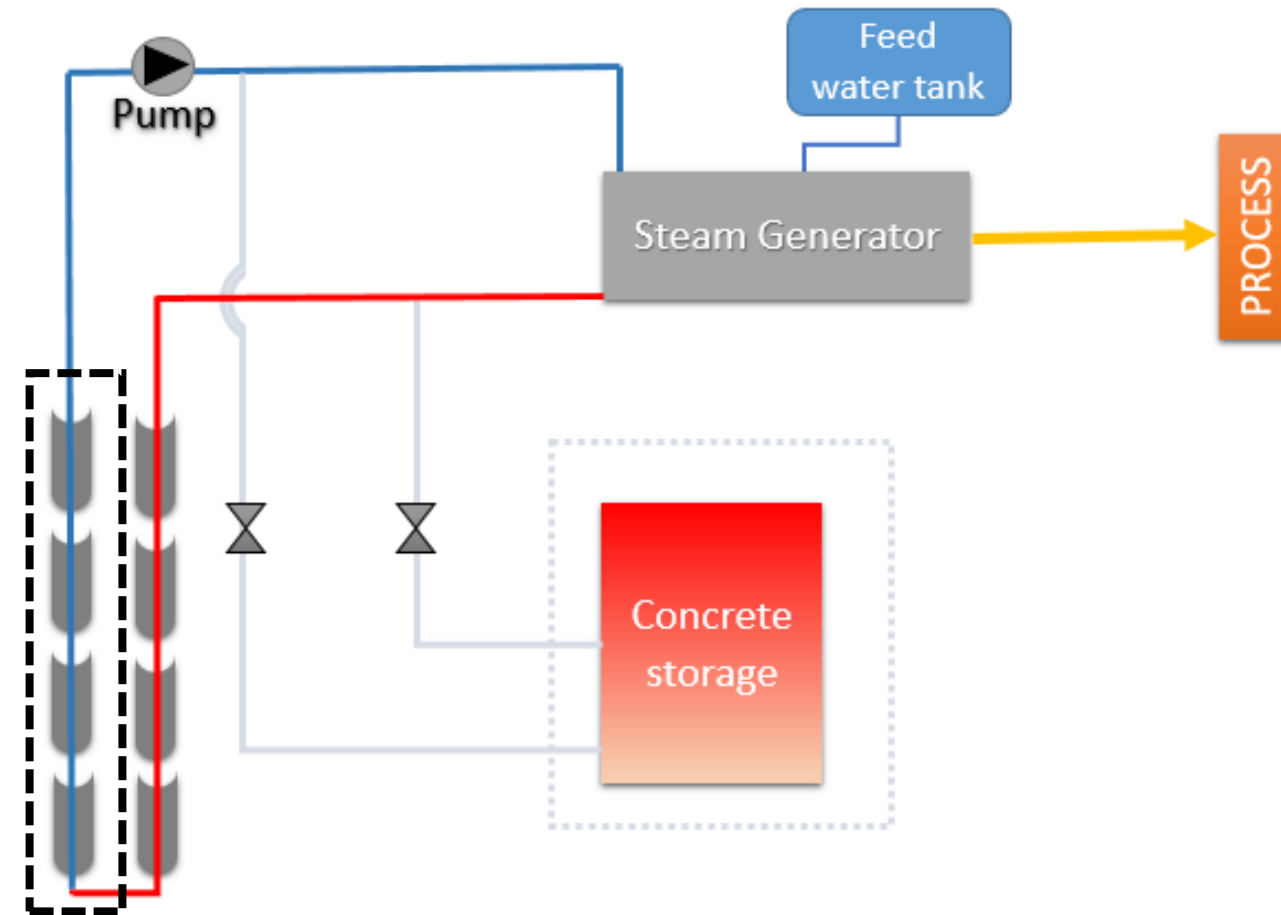 Feed
water tank
Pump
PROCESS
Steam Generator
Concrete
storage